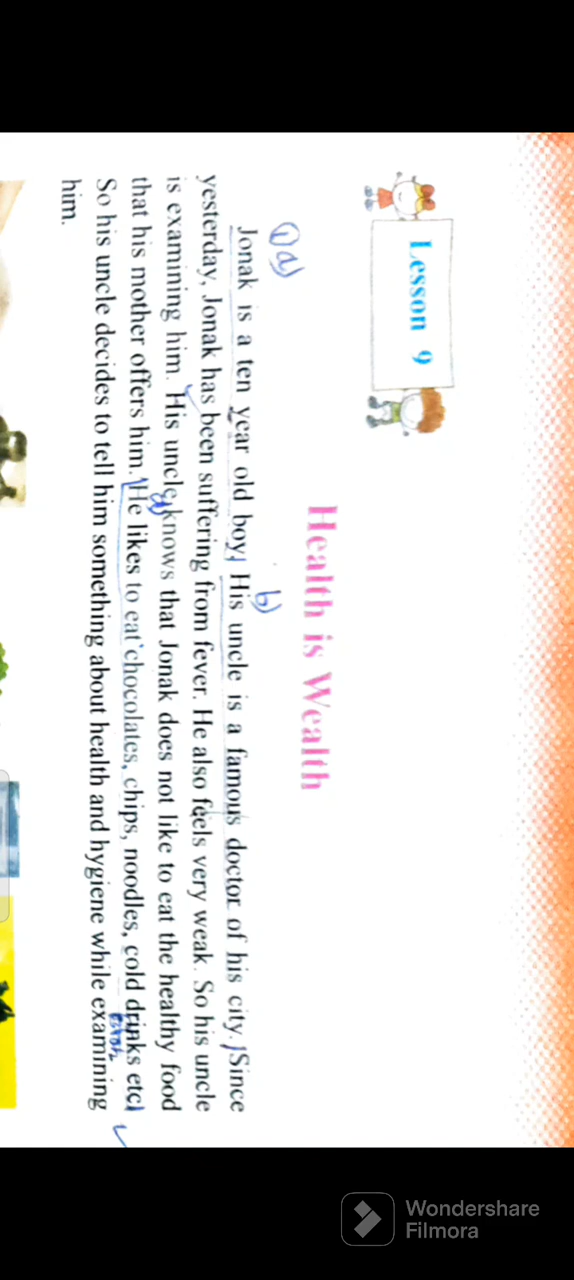 Lesson 9
Health is Wealth
1) a)
b)
Jonak is a ten year old boy. His uncle is a famous doctor of his city. Since
yesterday, Jonak has been suffering from fever. He also feels very weak. So his uncle
is examining him. His uncle knows that Jonak does not like to eat the healthy food
a)
that his mother offers him. He likes to eat chocolates, chips, noodles, cold drinks etc.
So his uncle decides to tell him something about health and hygiene while examining
him.
Wondershare
Filmora